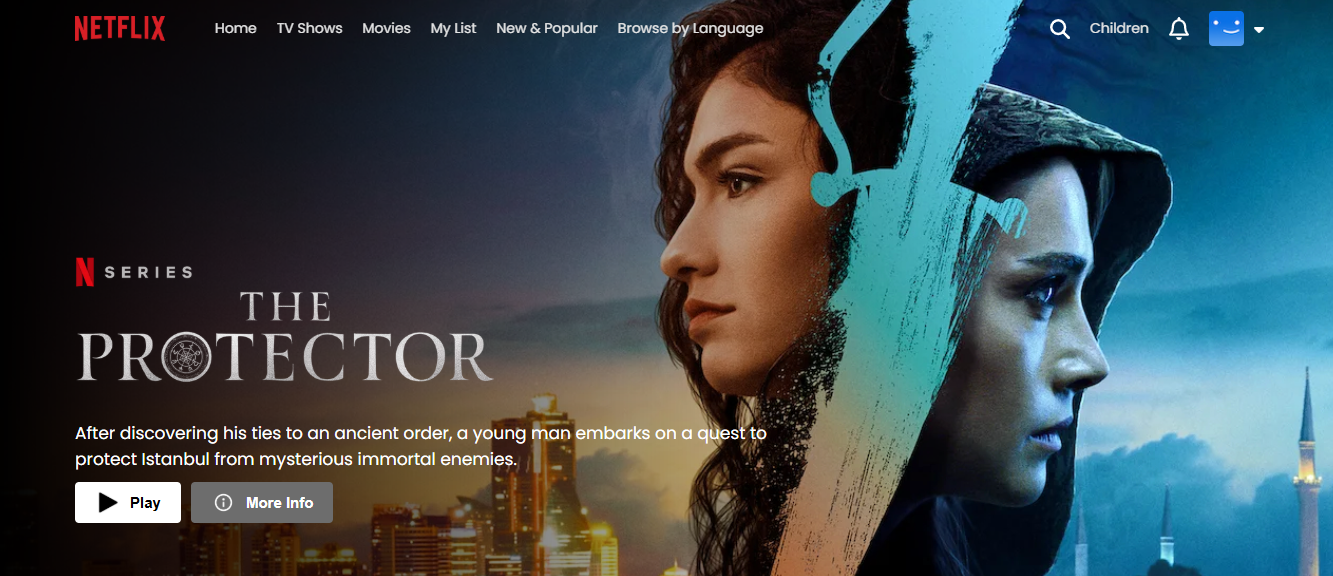 NETFLIX
Home TV Shows Movies My List New & Popular Browse by Language
Children
N SERIES
THE
PROTECTOR
After discovering his ties to an ancient order, a young man embarks on a quest to
protect Istanbul from mysterious immortal enemies.
Play More Info